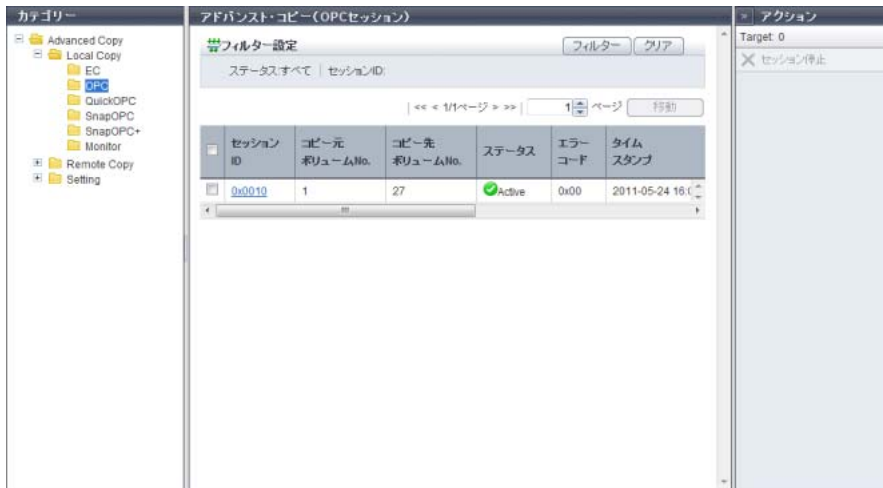 カテゴリー
Advanced Copy
Local Copy
EC
OPC
QuickOPC
SnapOPC
SnapOPC+
Monitor
Remote Copy
Setting
アドバンスト・コピー(OPCセッション)
フィルター設定
フィルター
クリア
ステータス:すべて | セッションID:
| << < 1/1ページ > >> | 1 ページ 移動
セッション ID
コピー元 ボリュームNo.
コピー先 ボリュームNo.
ステータス
エラー コード
タイム スタンプ
0x0010 1 27 Active 0x00 2011-05-24 16:0
» アクション
Target: 0
セッション停止